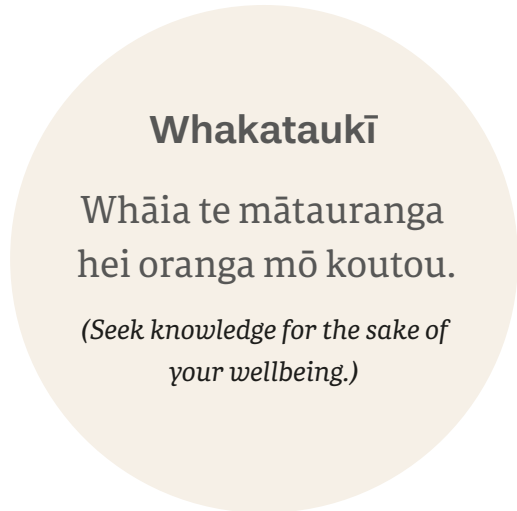 Whakataukī
Whāia te mātauranga
hei oranga mō koutou.
(Seek knowledge for the sake of
your wellbeing.)